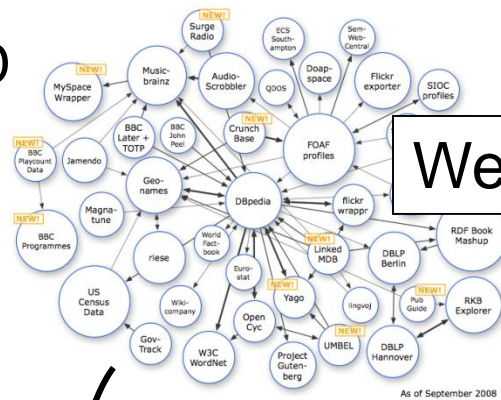 NEW!
Surge
Radio
ECS
South-
ampton
Sem-
Web-
Central
NEW!
MySpace
Wrapper
Music-
brainz
Audio-
Scrobbler
QDOS
Doap-
space
Flickr
exporter
SIOC
profiles
NEW!
BBC
Playcount
Data
Jamendo
BBC
Later +
TOTP
BBC
John
Peel
NEW!
Crunch
Base
FOAF
profiles
We
Geo-
names
DBpedia
flickr
wrappr
NEW!
BBC
Programmes
Magna-
tune
riese
World
Fact-
book
Euro-
stat
NEW!
Linked
MDB
DBLP
Berlin
RDF Book
Mashup
US
Census
Data
Wiki-
company
Open
Cyc
NEW!
Yago
lingvoj
NEW!
Pub
Guide
RKB
Explorer
Gov-
Track
W3C
WordNet
Project
Guten-
berg
NEW!
UMBEL
DBLP
Hannover
As of September 2008